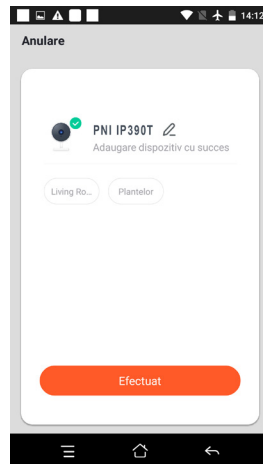 14:12
Anulare
PNI IP390T
Adaugare dispozitiv cu succes
Living Ro... Plantelor
Efectuat